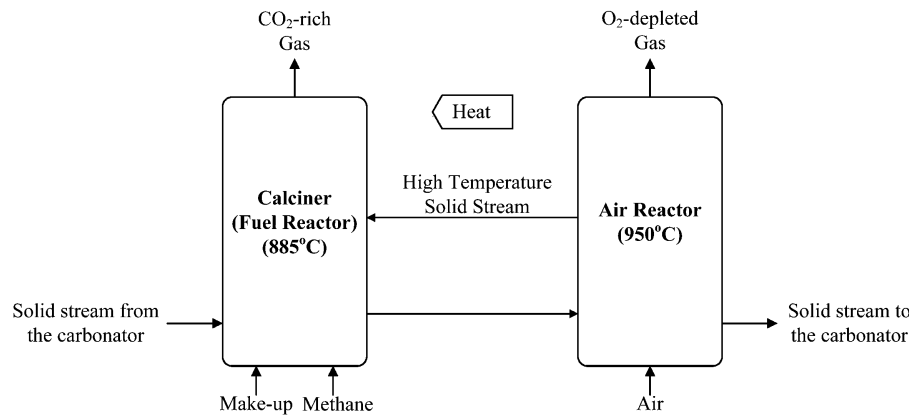 CO₂-rich
Gas
O₂-depleted
Gas
Heat
High Temperature
Solid Stream
Calciner
(Fuel Reactor)
(885°C)
Air Reactor
(950°C)
Solid stream from
the carbonator
Solid stream to
the carbonator
Make-up
Methane
Air